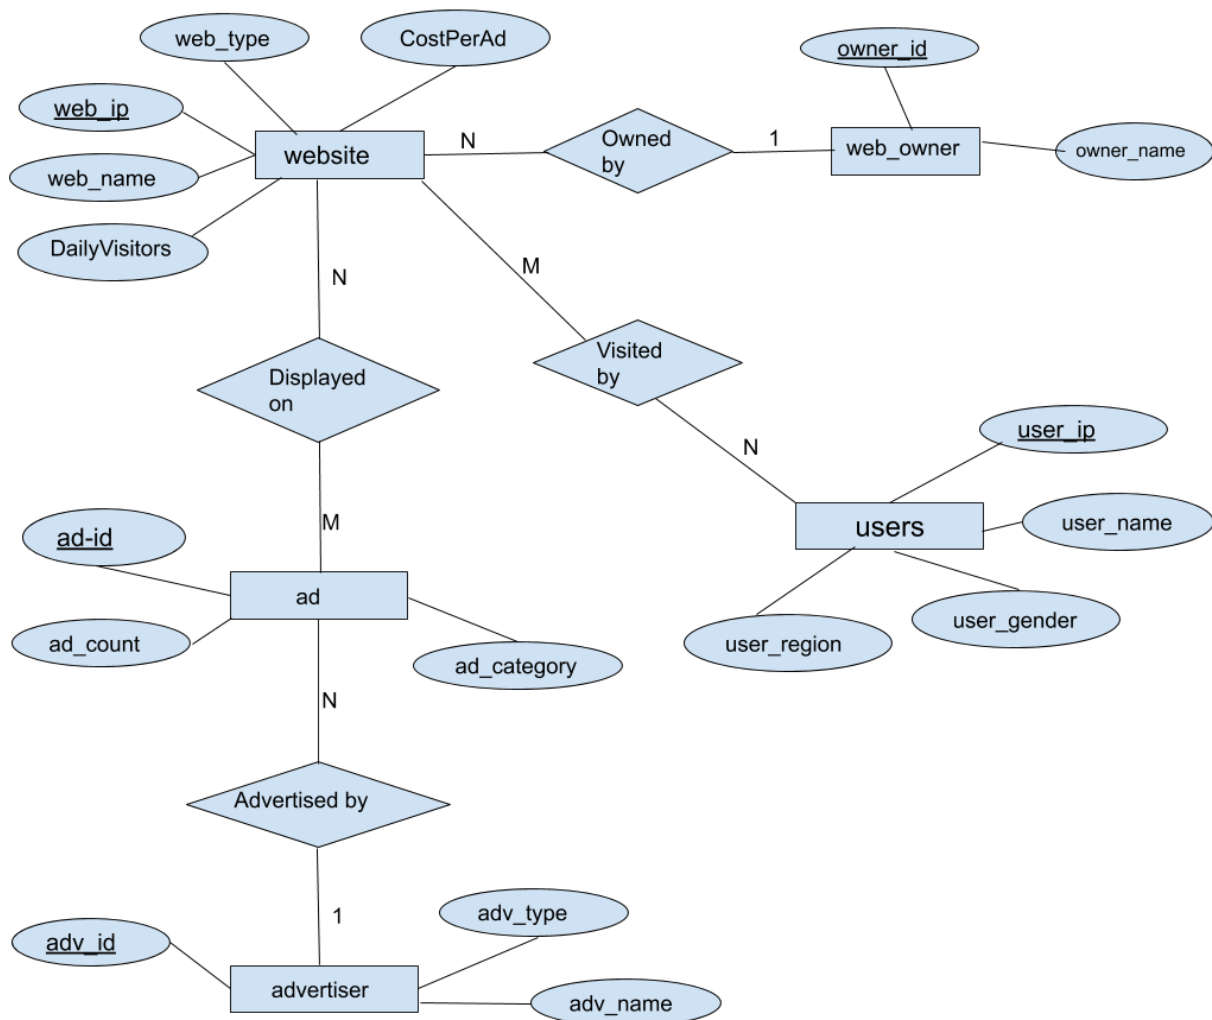 web_type
CostPerAd
owner_id
web_ip
website
N
Owned
by
1
web_owner
owner_name
web_name
DailyVisitors
N
M
Displayed
on
Visited
by
N
user_ip
M
users
user_name
ad-id
ad
user_gender
ad_count
user_region
ad_category
N
Advertised by
1
adv_type
adv_id
advertiser
adv_name